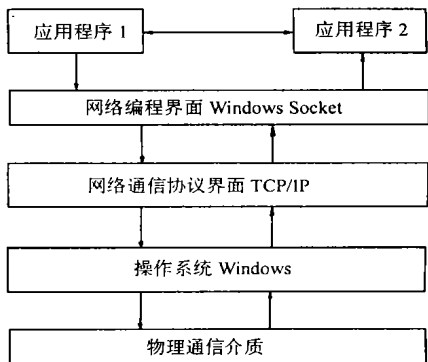 应用程序 1
应用程序 2
网络编程界面 Windows Socket
网络通信协议界面 TCP/IP
操作系统 Windows
物理通信介质